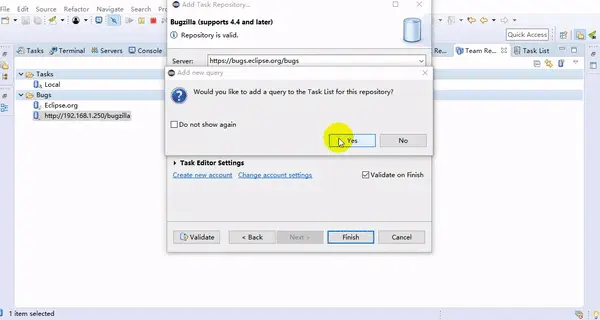 Add Task Repository...
File Edit Source Refactor Navigate Search Project
Bugzilla (supports 4.4 and later)
Repository is valid.
Quick Access
Tasks Terminal Servers Console
Team Re... Task List
Server: https://bugs.eclipse.org/bugs
Tasks
Local
Bugs
Eclipse.org
http://192.168.1.250/bugzilla
Add new query
Would you like to add a query to the Task List for this repository?
Do not show again
Yes No
Task Editor Settings
Create new account Change account settings Validate on Finish
Validate < Back Next > Finish Cancel
1 item selected